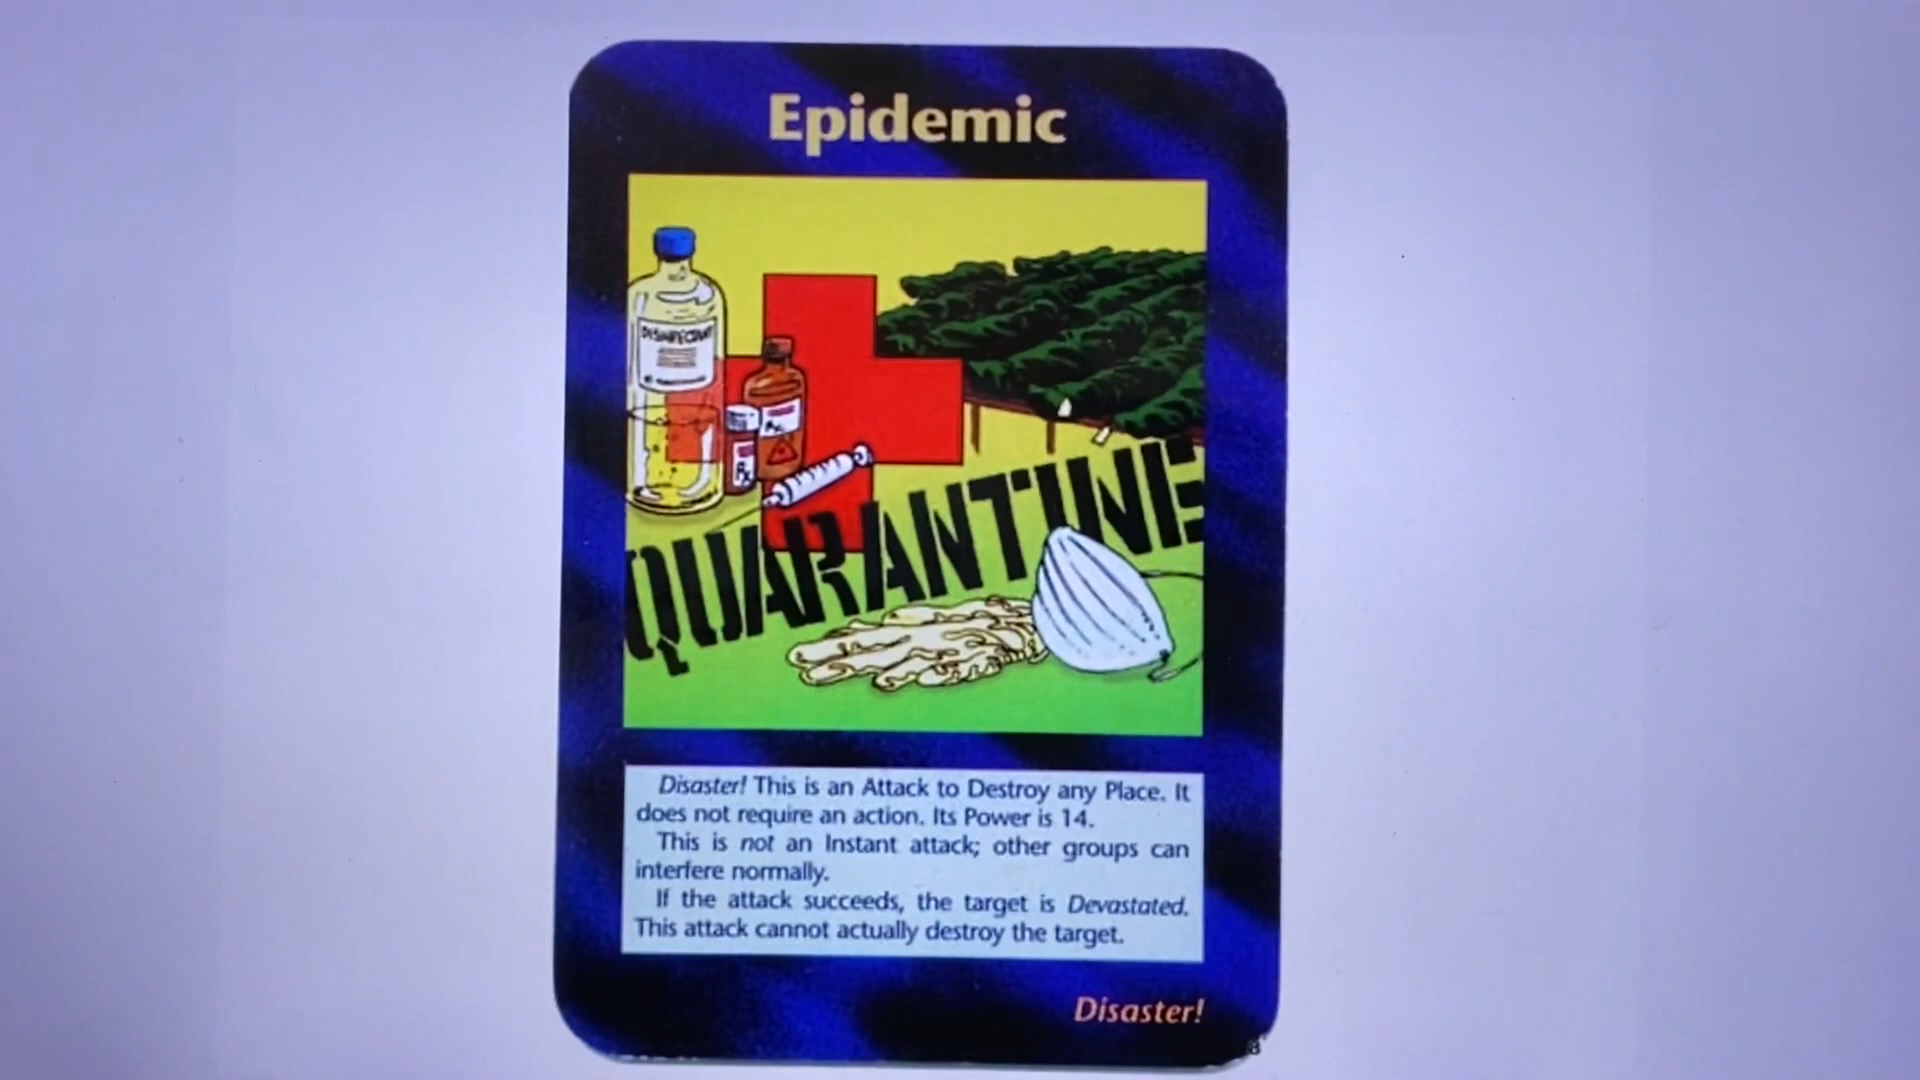 Epidemic
DISINFECTANT
Rx
Rx
QUARANTINE
Disaster! This is an Attack to Destroy any Place. It
does not require an action. Its Power is 14.
This is not an Instant attack; other groups can
interfere normally.
If the attack succeeds, the target is Devastated.
This attack cannot actually destroy the target.
Disaster!